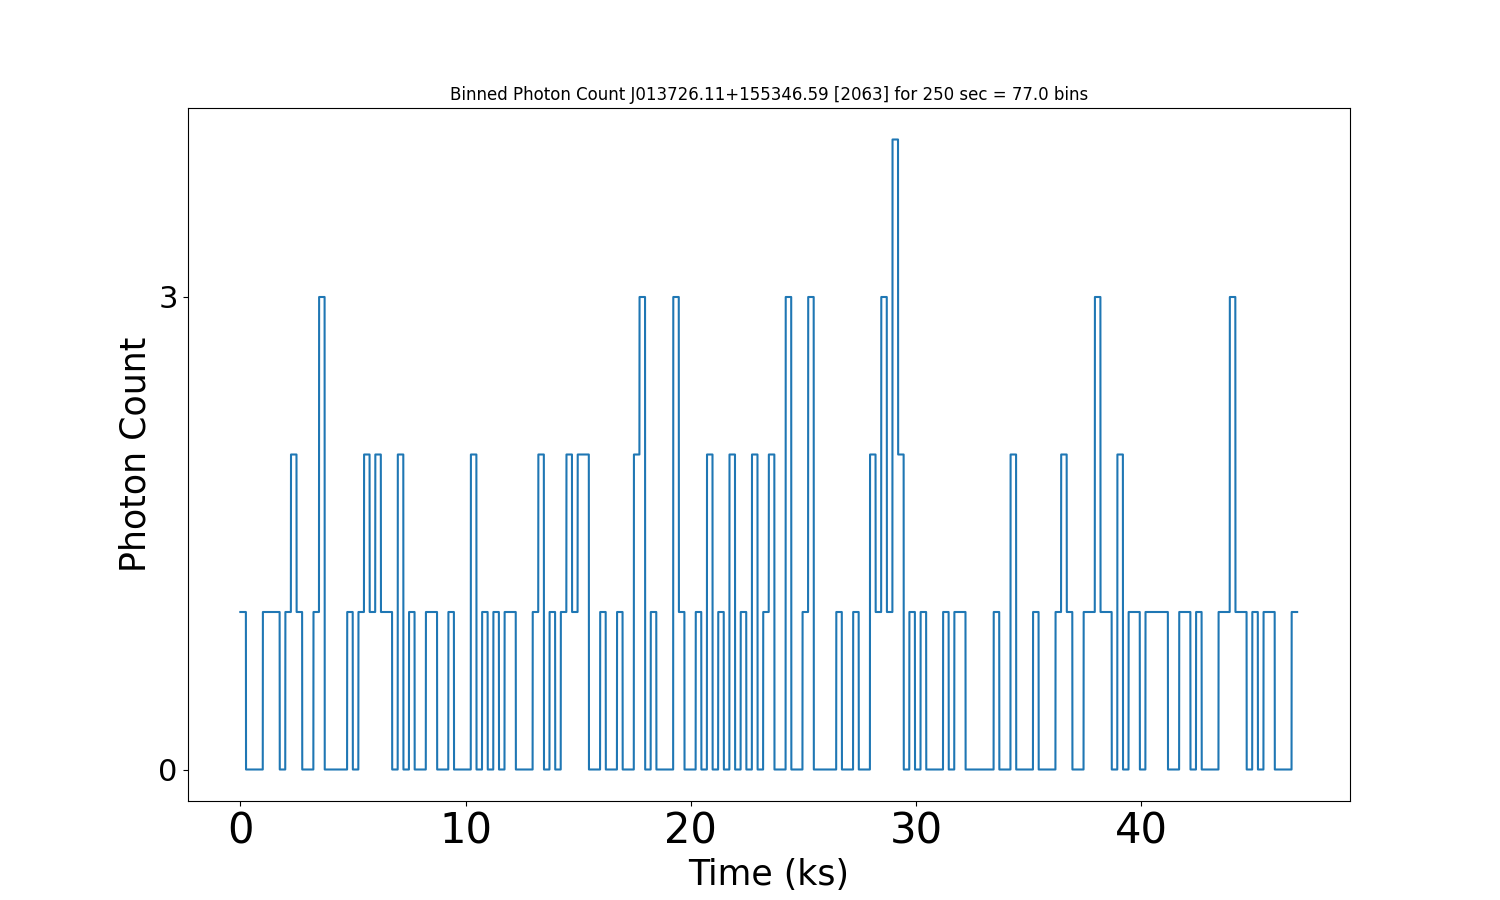 Binned Photon Count J013726.11+155346.59 [2063] for 250 sec = 77.0 bins
3
0
Photon Count
0 10 20 30 40
Time (ks)